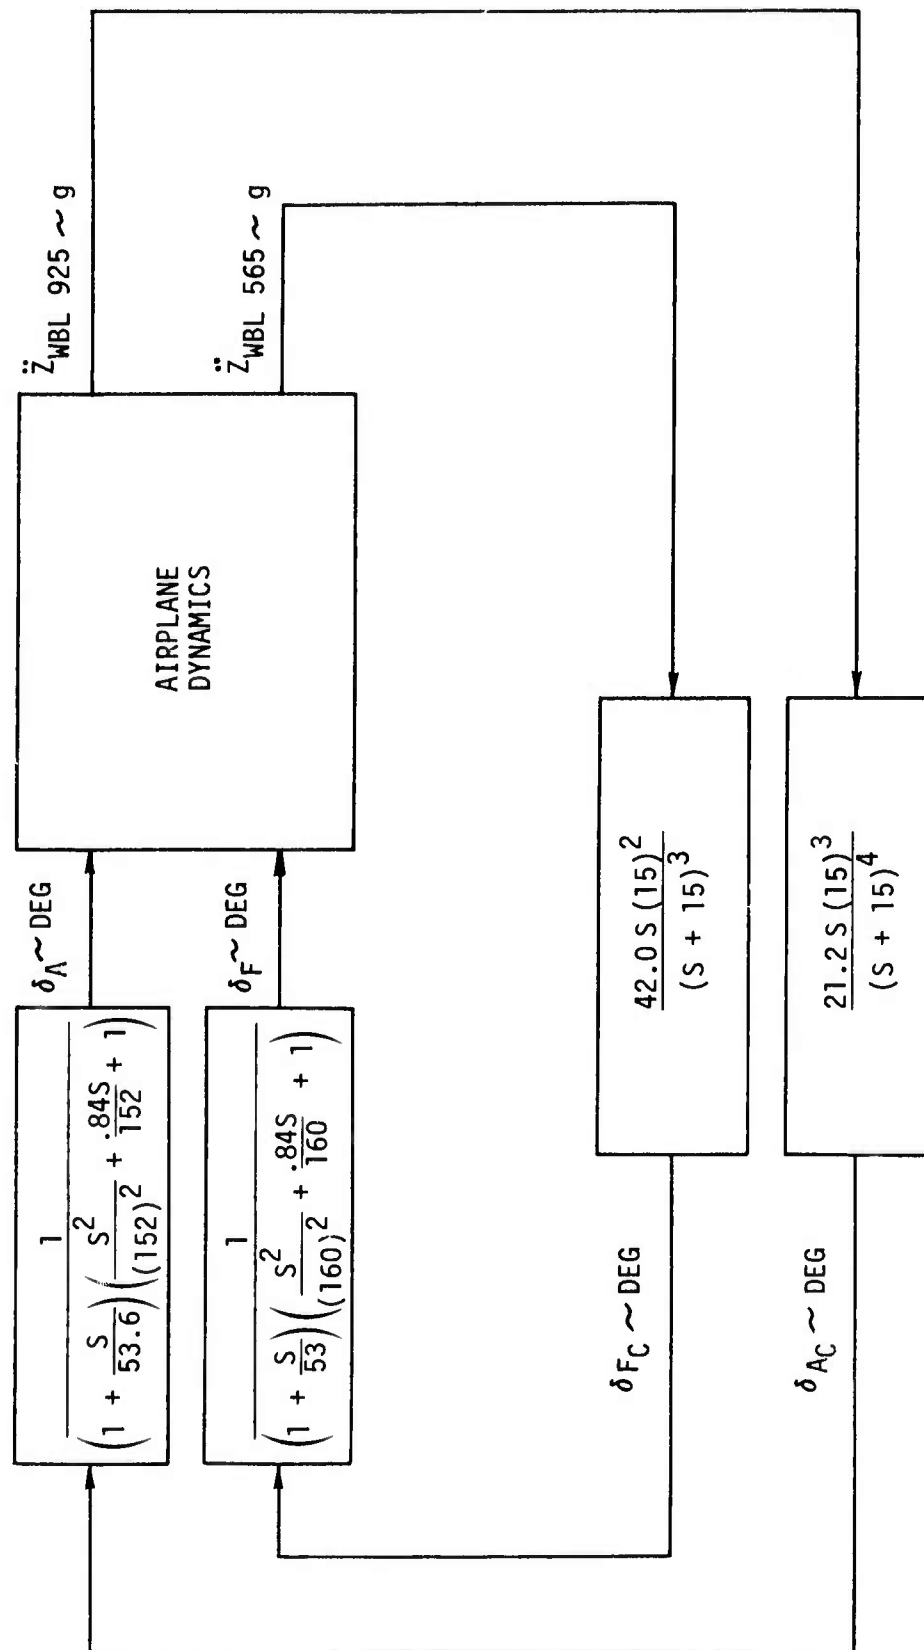 1
(1 + S/53.6)(S²/(152)² + .84S/152 + 1)
δA ~ DEG
Z̈WBL 925 ~ g
1
(1 + S/53)(S²/(160)² + .84S/160 + 1)
δF ~ DEG
Z̈WBL 565 ~ g
AIRPLANE
DYNAMICS
δFC ~ DEG
42.0 S (15)²
(S + 15)³
δAC ~ DEG
21.2 S (15)³
(S + 15)⁴